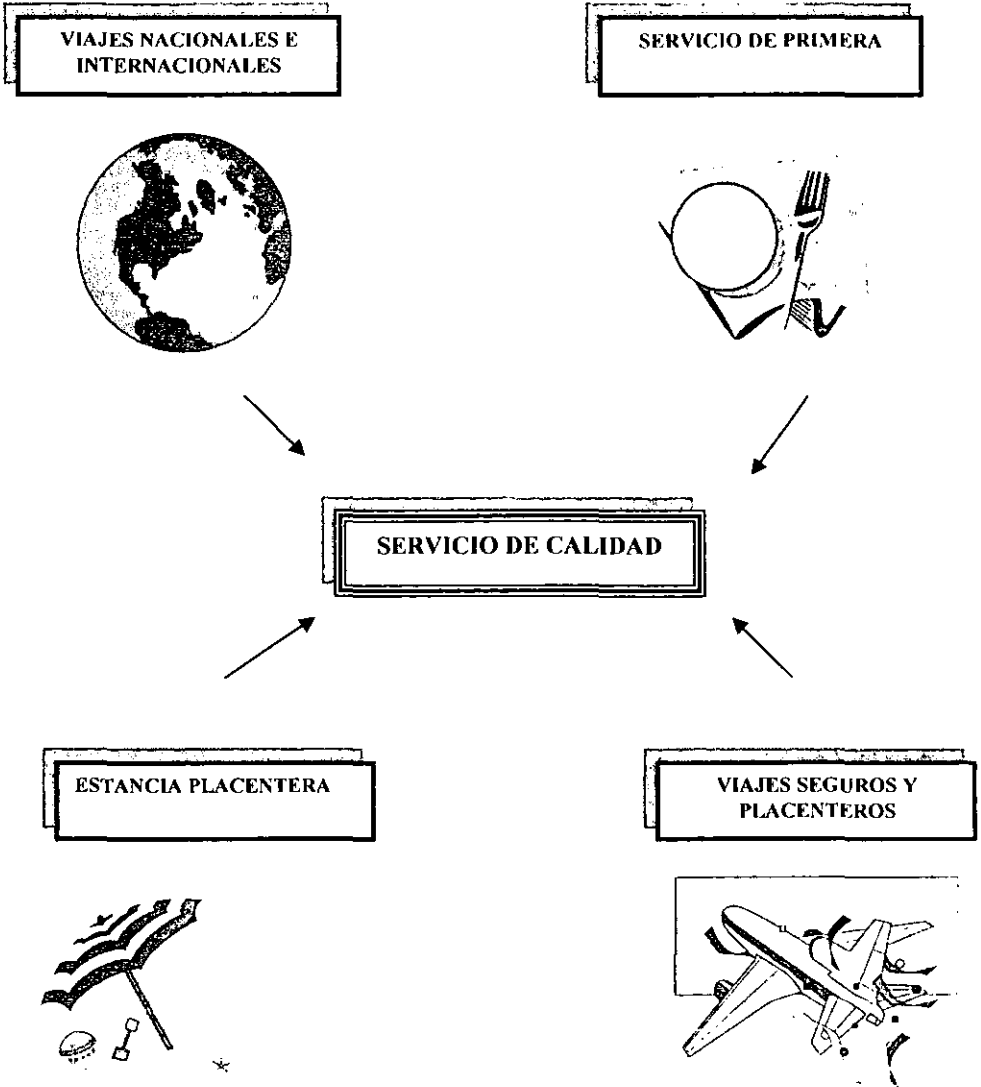 VIAJES NACIONALES E
INTERNACIONALES
SERVICIO DE PRIMERA
SERVICIO DE CALIDAD
ESTANCIA PLACENTERA
VIAJES SEGUROS Y
PLACENTEROS